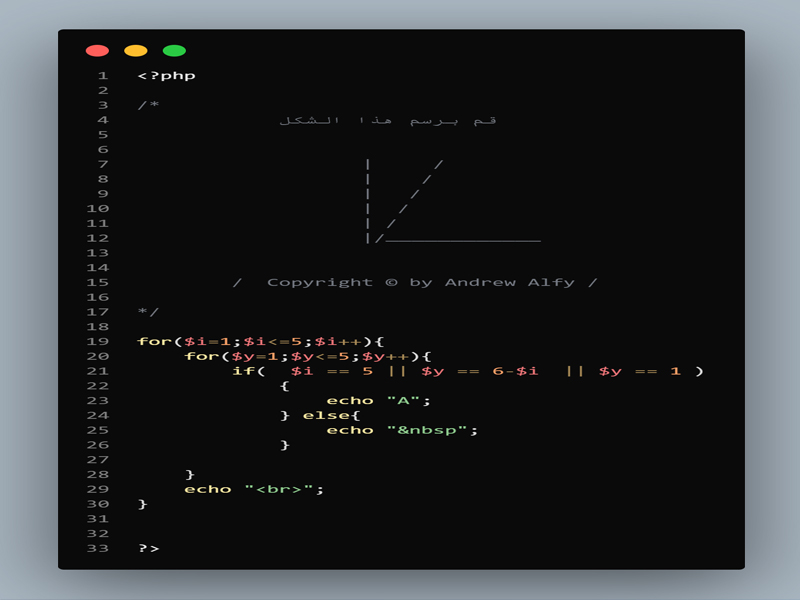 1 <?php
2
3 /*
4 قم برسم هذا الشكل
5
6
7 |      /
8 |     /
9 |    /
10 |   /
11 | /
12 |/_____________
13
14
15 /  Copyright © by Andrew Alfy /
16
17 */
18
19 for($i=1;$i<=5;$i++){
20     for($y=1;$y<=5;$y++){
21         if(  $i == 5 || $y == 6-$i  || $y == 1 )
22             {
23                 echo "A";
24             } else{
25                 echo "&nbsp";
26             }
27
28     }
29     echo "<br>";
30 }
31
32
33 ?>